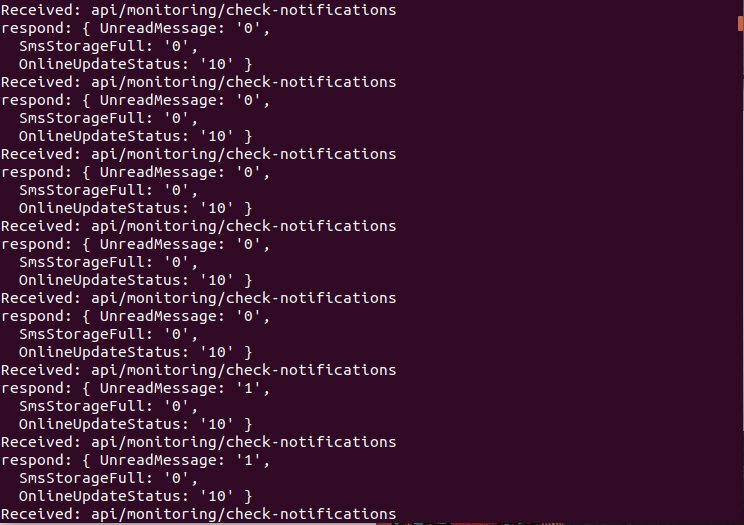 Received: api/monitoring/check-notifications
respond: { UnreadMessage: '0',
  SmsStorageFull: '0',
  OnlineUpdateStatus: '10' }
Received: api/monitoring/check-notifications
respond: { UnreadMessage: '0',
  SmsStorageFull: '0',
  OnlineUpdateStatus: '10' }
Received: api/monitoring/check-notifications
respond: { UnreadMessage: '0',
  SmsStorageFull: '0',
  OnlineUpdateStatus: '10' }
Received: api/monitoring/check-notifications
respond: { UnreadMessage: '0',
  SmsStorageFull: '0',
  OnlineUpdateStatus: '10' }
Received: api/monitoring/check-notifications
respond: { UnreadMessage: '0',
  SmsStorageFull: '0',
  OnlineUpdateStatus: '10' }
Received: api/monitoring/check-notifications
respond: { UnreadMessage: '1',
  SmsStorageFull: '0',
  OnlineUpdateStatus: '10' }
Received: api/monitoring/check-notifications
respond: { UnreadMessage: '1',
  SmsStorageFull: '0',
  OnlineUpdateStatus: '10' }
Received: api/monitoring/check-notifications